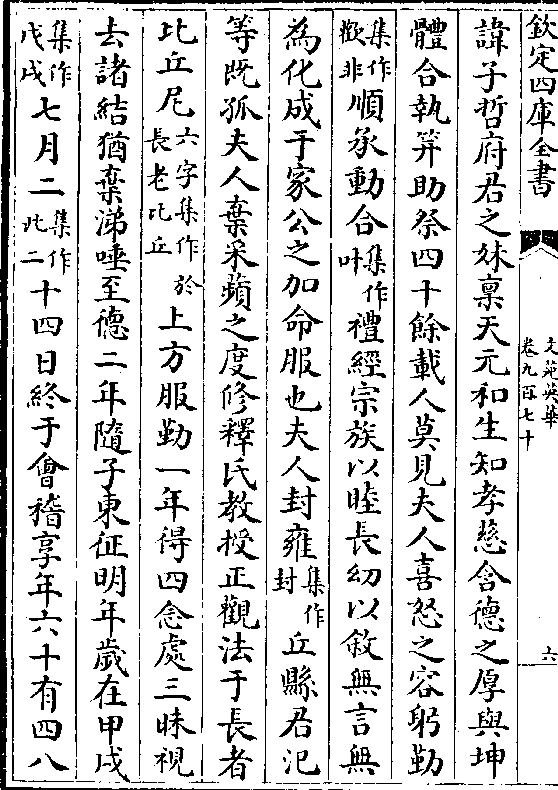 欽定四庫全書
文苑英華
卷九百七十
六
諱子哲府君之妹稟天元和生知孝慈含德之厚與坤
體合執笄助祭四十餘載人莫見夫人喜怒之容躬勤
集作歡非順承動合集作叶禮經宗族以睦長幼以敘無言無
為化成于家公之加命服也夫人封雍集作封丘縣君汜
等既孤夫人棄采蘋之度修釋氏教授正觀法于長者
比丘尼六字集作於長老比丘上方服勤一年得四念處三昧視
去諸結猶棄涕唾至德二年隨子東征明年歲在甲戌
集作戊戌七月二集作北二十四日終于會稽享年六十有四八